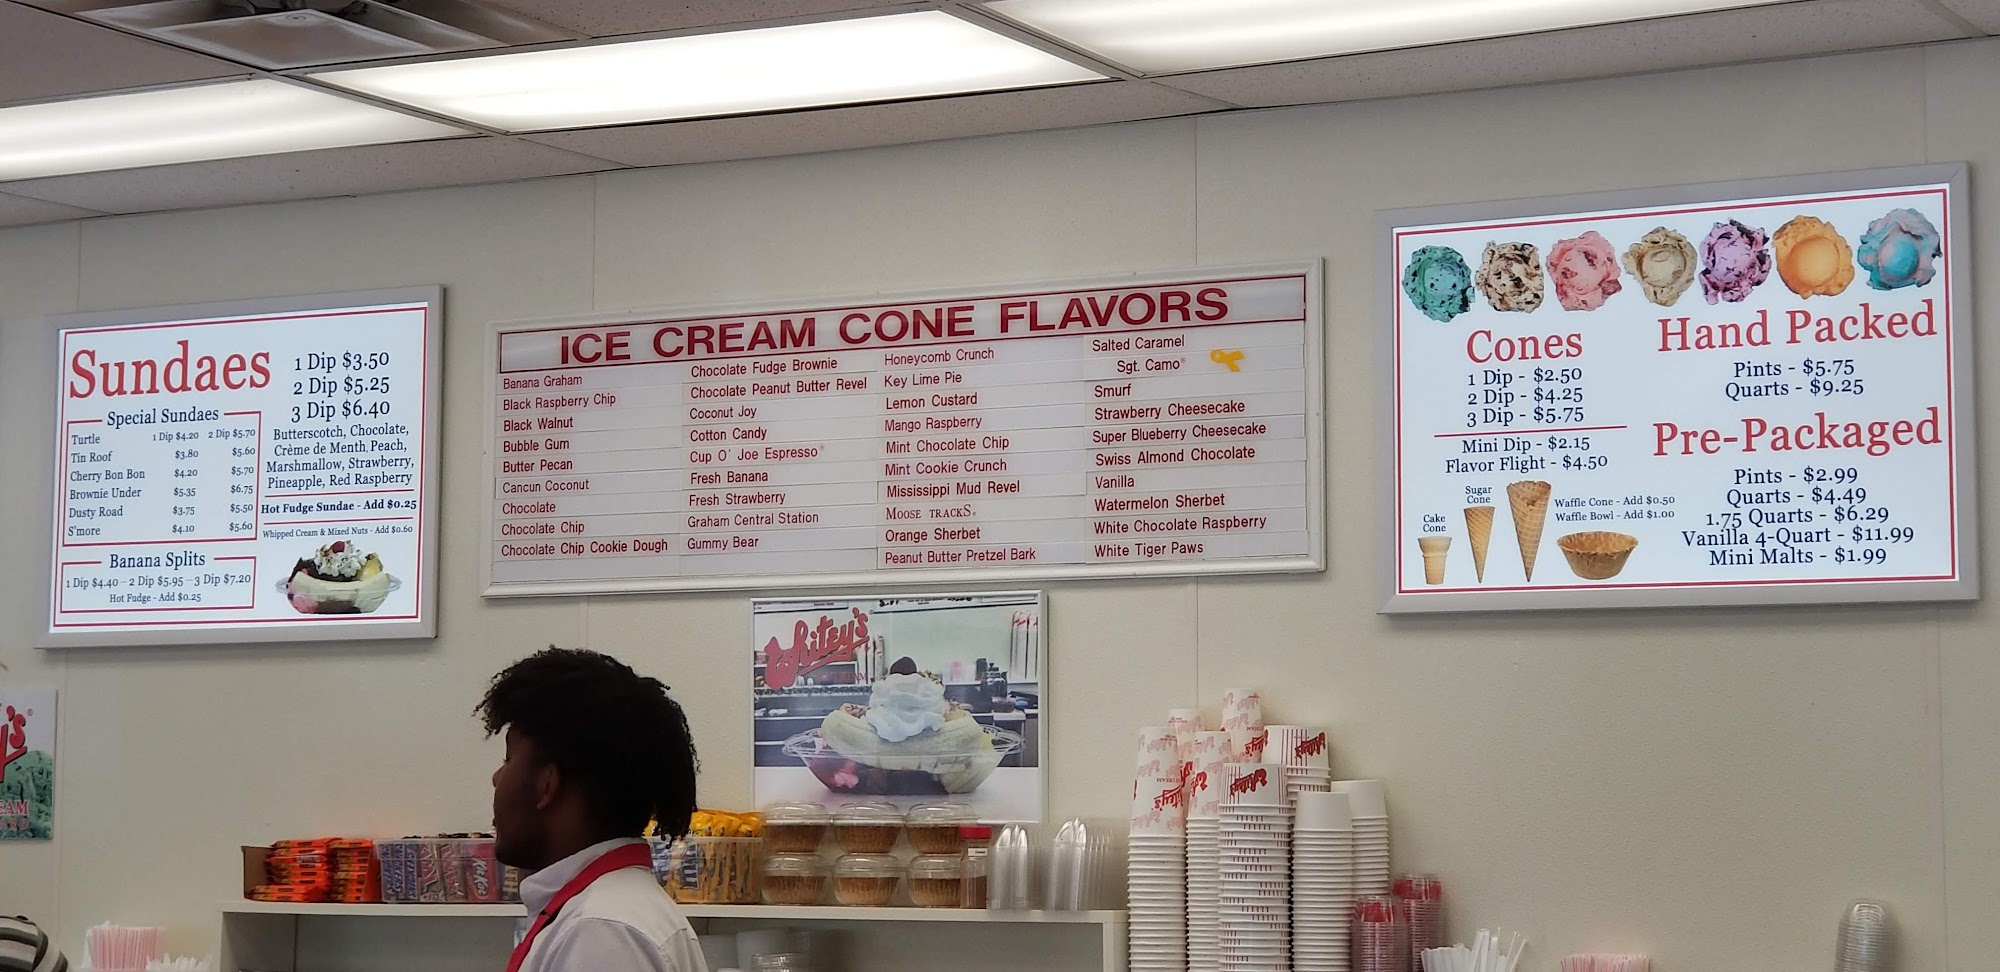 Sundaes
1 Dip $3.50
2 Dip $5.25
3 Dip $6.40
Special Sundaes
1 Dip $4.20 2 Dip $5.70
Turtle
Tin Roof $3.80 $5.60
Cherry Bon Bon $4.20 $5.70
Brownie Under $5.35 $6.75
Dusty Road $3.75 $5.50
S'more $4.10 $5.60
Butterscotch, Chocolate,
Crème de Menth, Peach,
Marshmallow, Strawberry,
Pineapple, Red Raspberry
Hot Fudge Sundae - Add $0.25
Whipped Cream & Mixed Nuts - Add $0.60
Banana Splits
1 Dip $4.40 – 2 Dip $5.95 – 3 Dip $7.20
Hot Fudge - Add $0.25
ICE CREAM CONE FLAVORS
Banana Graham
Black Raspberry Chip
Black Walnut
Bubble Gum
Butter Pecan
Cancun Coconut
Chocolate
Chocolate Chip
Chocolate Chip Cookie Dough
Chocolate Fudge Brownie
Chocolate Peanut Butter Revel
Coconut Joy
Cotton Candy
Cup O' Joe Espresso®
Fresh Banana
Fresh Strawberry
Graham Central Station
Gummy Bear
Honeycomb Crunch
Key Lime Pie
Lemon Custard
Mango Raspberry
Mint Chocolate Chip
Mint Cookie Crunch
Mississippi Mud Revel
MOOSE TRACKS®
Orange Sherbet
Peanut Butter Pretzel Bark
Salted Caramel
Sgt. Camo®
Smurf
Strawberry Cheesecake
Super Blueberry Cheesecake
Swiss Almond Chocolate
Vanilla
Watermelon Sherbet
White Chocolate Raspberry
White Tiger Paws
Cones
1 Dip - $2.50
2 Dip - $4.25
3 Dip - $5.75
Mini Dip - $2.15
Flavor Flight - $4.50
Cake
Cone
Sugar
Cone
Waffle Cone - Add $0.50
Waffle Bowl - Add $1.00
Hand Packed
Pints - $5.75
Quarts - $9.25
Pre-Packaged
Pints - $2.99
Quarts - $4.49
1.75 Quarts - $6.29
Vanilla 4-Quart - $11.99
Mini Malts - $1.99
Whitey's
y's®
EAM
Whitey's